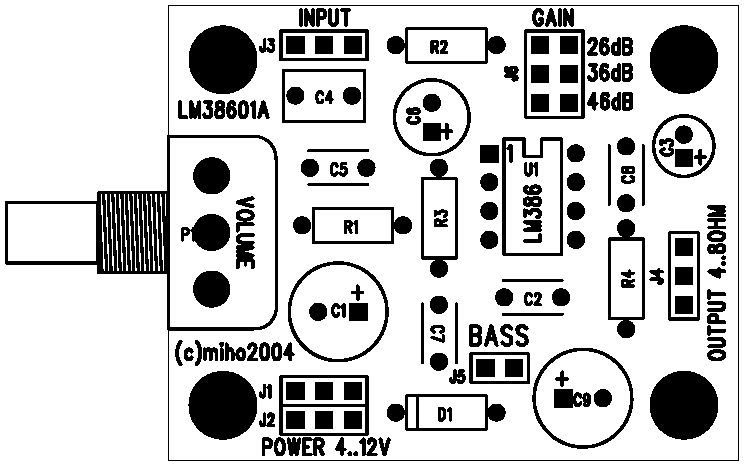 INPUT
GAIN
J3
R2
J6
26dB
36dB
46dB
LM38601A
C4
C6
+
C3
+
1
U1
LM386
C5
C8
P1
VOLUME
R1
R3
R4
J4
OUTPUT 4..8OHM
C2
+
C1
C7
BASS
J5
(c)miho2004
J1
J2
D1
+
C9
POWER 4..12V